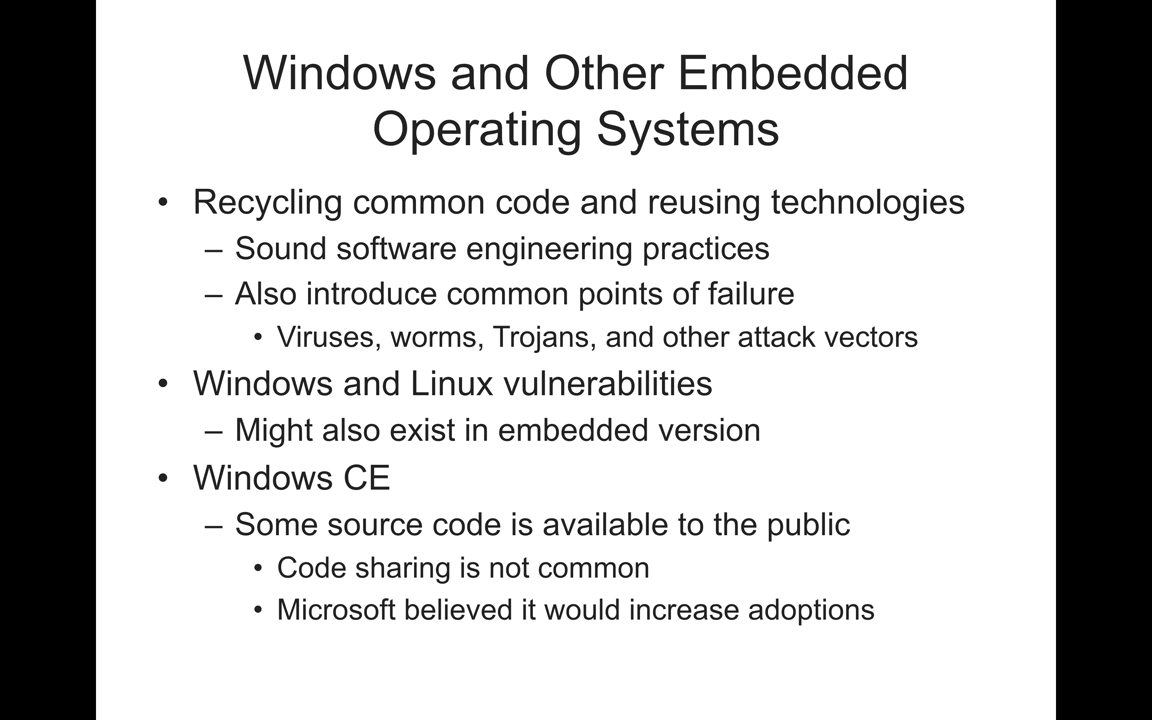 Windows and Other Embedded
Operating Systems
• Recycling common code and reusing technologies
– Sound software engineering practices
– Also introduce common points of failure
• Viruses, worms, Trojans, and other attack vectors
• Windows and Linux vulnerabilities
– Might also exist in embedded version
• Windows CE
– Some source code is available to the public
• Code sharing is not common
• Microsoft believed it would increase adoptions